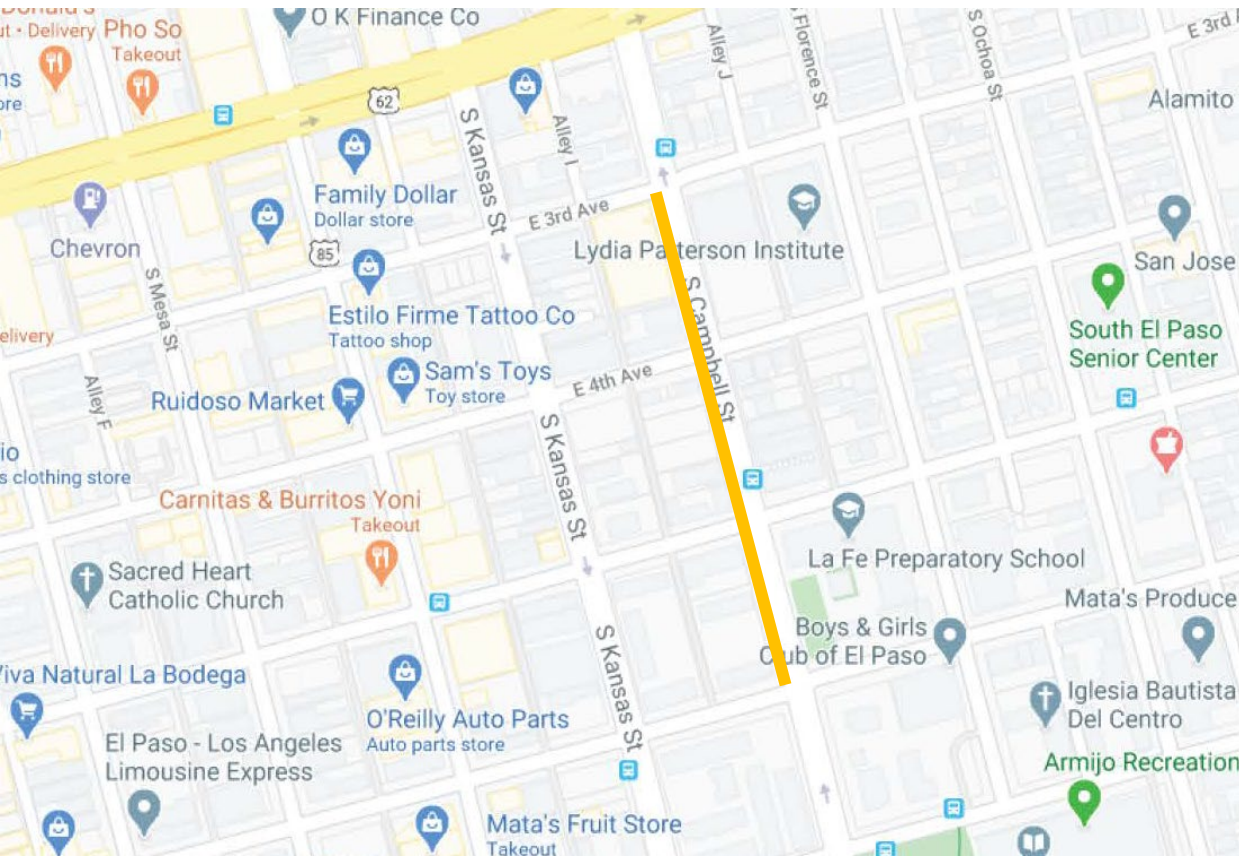 O K Finance Co
Delivery
Pho So
Takeout
62
Alley J
S Florence St
S Ochoa St
E 3rd
Alamito
S Kansas St
Alley I
Family Dollar
Dollar store
E 3rd Ave
Lydia Patterson Institute
Chevron
85
San Jose
S Mesa St
Estilo Firme Tattoo Co
Tattoo shop
S Campbell St
South El Paso
Senior Center
Sam's Toys
Toy store
E 4th Ave
Ruidoso Market
Alley F
s clothing store
S Kansas St
Carnitas & Burritos Yoni
Takeout
La Fe Preparatory School
Sacred Heart
Catholic Church
Mata's Produce
Boys & Girls
Club of El Paso
S Kansas St
Viva Natural La Bodega
O'Reilly Auto Parts
Auto parts store
Iglesia Bautista
Del Centro
El Paso - Los Angeles
Limousine Express
Armijo Recreation
Mata's Fruit Store
Takeout